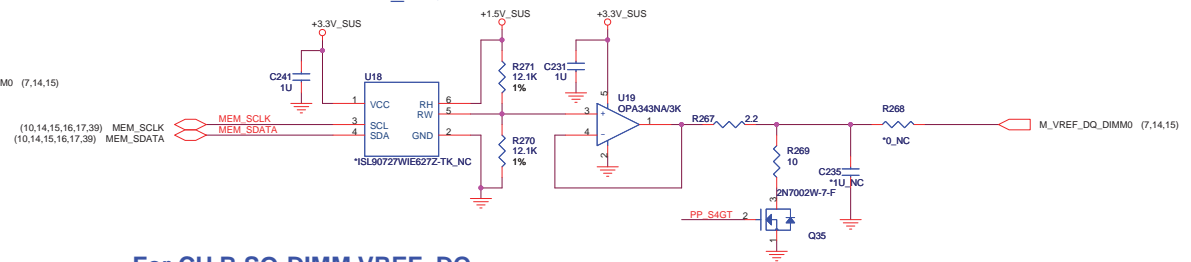 +1.5V_SUS
+3.3V_SUS
+3.3V_SUS
M0 (7,14,15)
C241
1U
U18
R271
12.1K
1%
C231
1U
U19
OPA343NA/3K
1 VCC
RH 6
RW 5
3 SCL
4 SDA
GND 2
MEM_SCLK
MEM_SDATA
(10,14,15,16,17,39) MEM_SCLK
(10,14,15,16,17,39) MEM_SDATA
*ISL90727WIE627Z-TK_NC
R270
12.1K
1%
5
3
+
4
-
1
2
R267 2.2
R268
*0_NC
M_VREF_DQ_DIMM0 (7,14,15)
R269
10
C235
*1U_NC
2N7002W-7-F
3
PP_S4GT 2
1
Q35